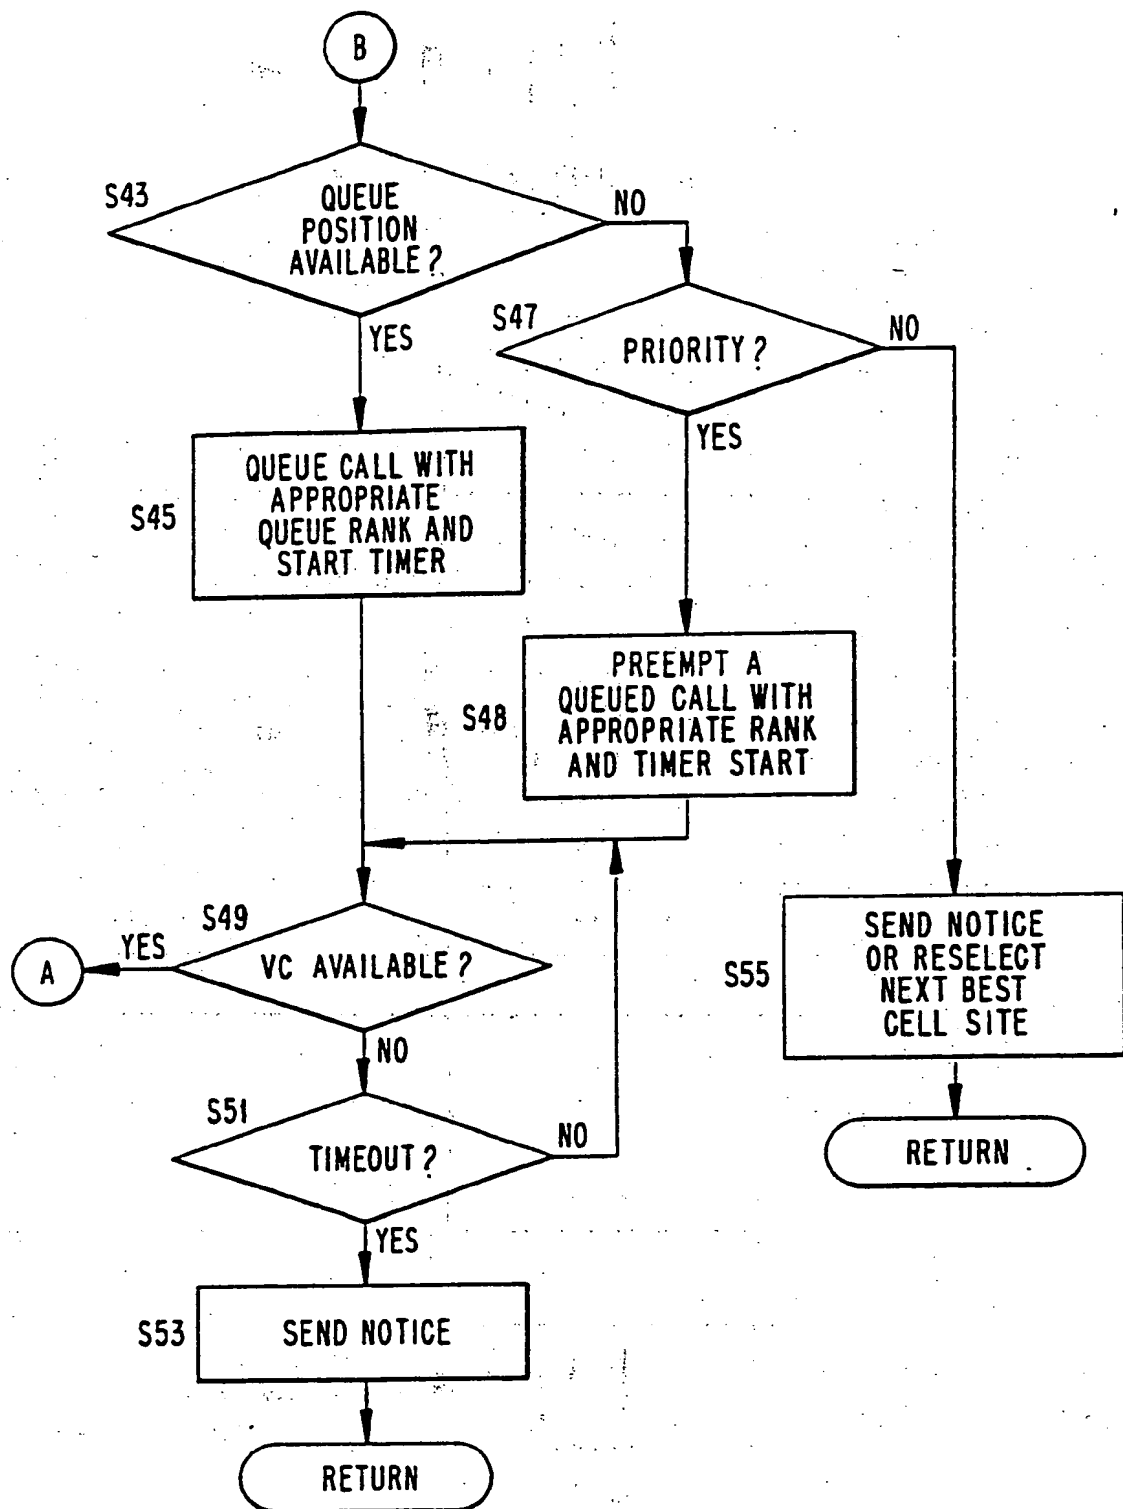 B
S43
QUEUE
POSITION
AVAILABLE?
NO
YES
S47
PRIORITY?
NO
YES
S45
QUEUE CALL WITH
APPROPRIATE
QUEUE RANK AND
START TIMER
S48
PREEMPT A
QUEUED CALL WITH
APPROPRIATE RANK
AND TIMER START
S49
VC AVAILABLE?
YES
A
NO
S55
SEND NOTICE
OR RESELECT
NEXT BEST
CELL SITE
RETURN
S51
TIMEOUT?
NO
YES
S53
SEND NOTICE
RETURN